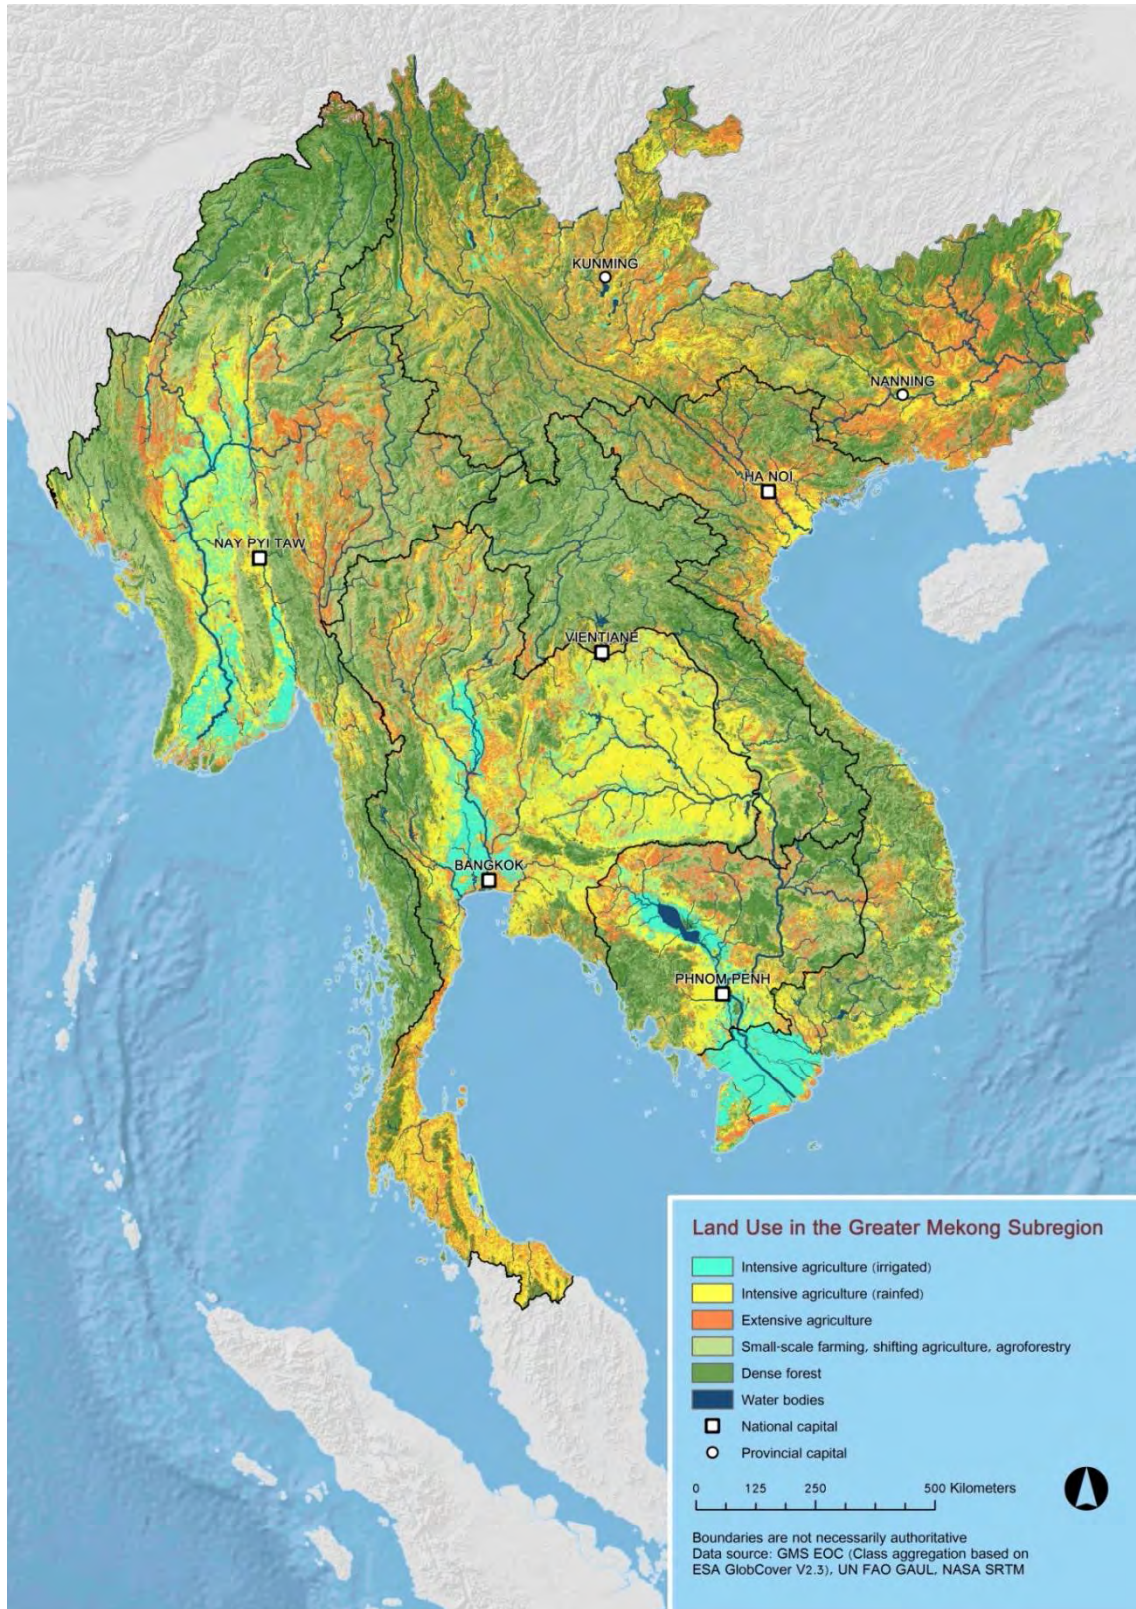 KUNMING
NANNING
HA NOI
NAY PYI TAW
VIENTIANE
BANGKOK
PHNOM PENH
Land Use in the Greater Mekong Subregion
Intensive agriculture (irrigated)
Intensive agriculture (rainfed)
Extensive agriculture
Small-scale farming, shifting agriculture, agroforestry
Dense forest
Water bodies
National capital
Provincial capital
0 125 250 500 Kilometers
Boundaries are not necessarily authoritative
Data source: GMS EOC (Class aggregation based on
ESA GlobCover V2.3), UN FAO GAUL, NASA SRTM